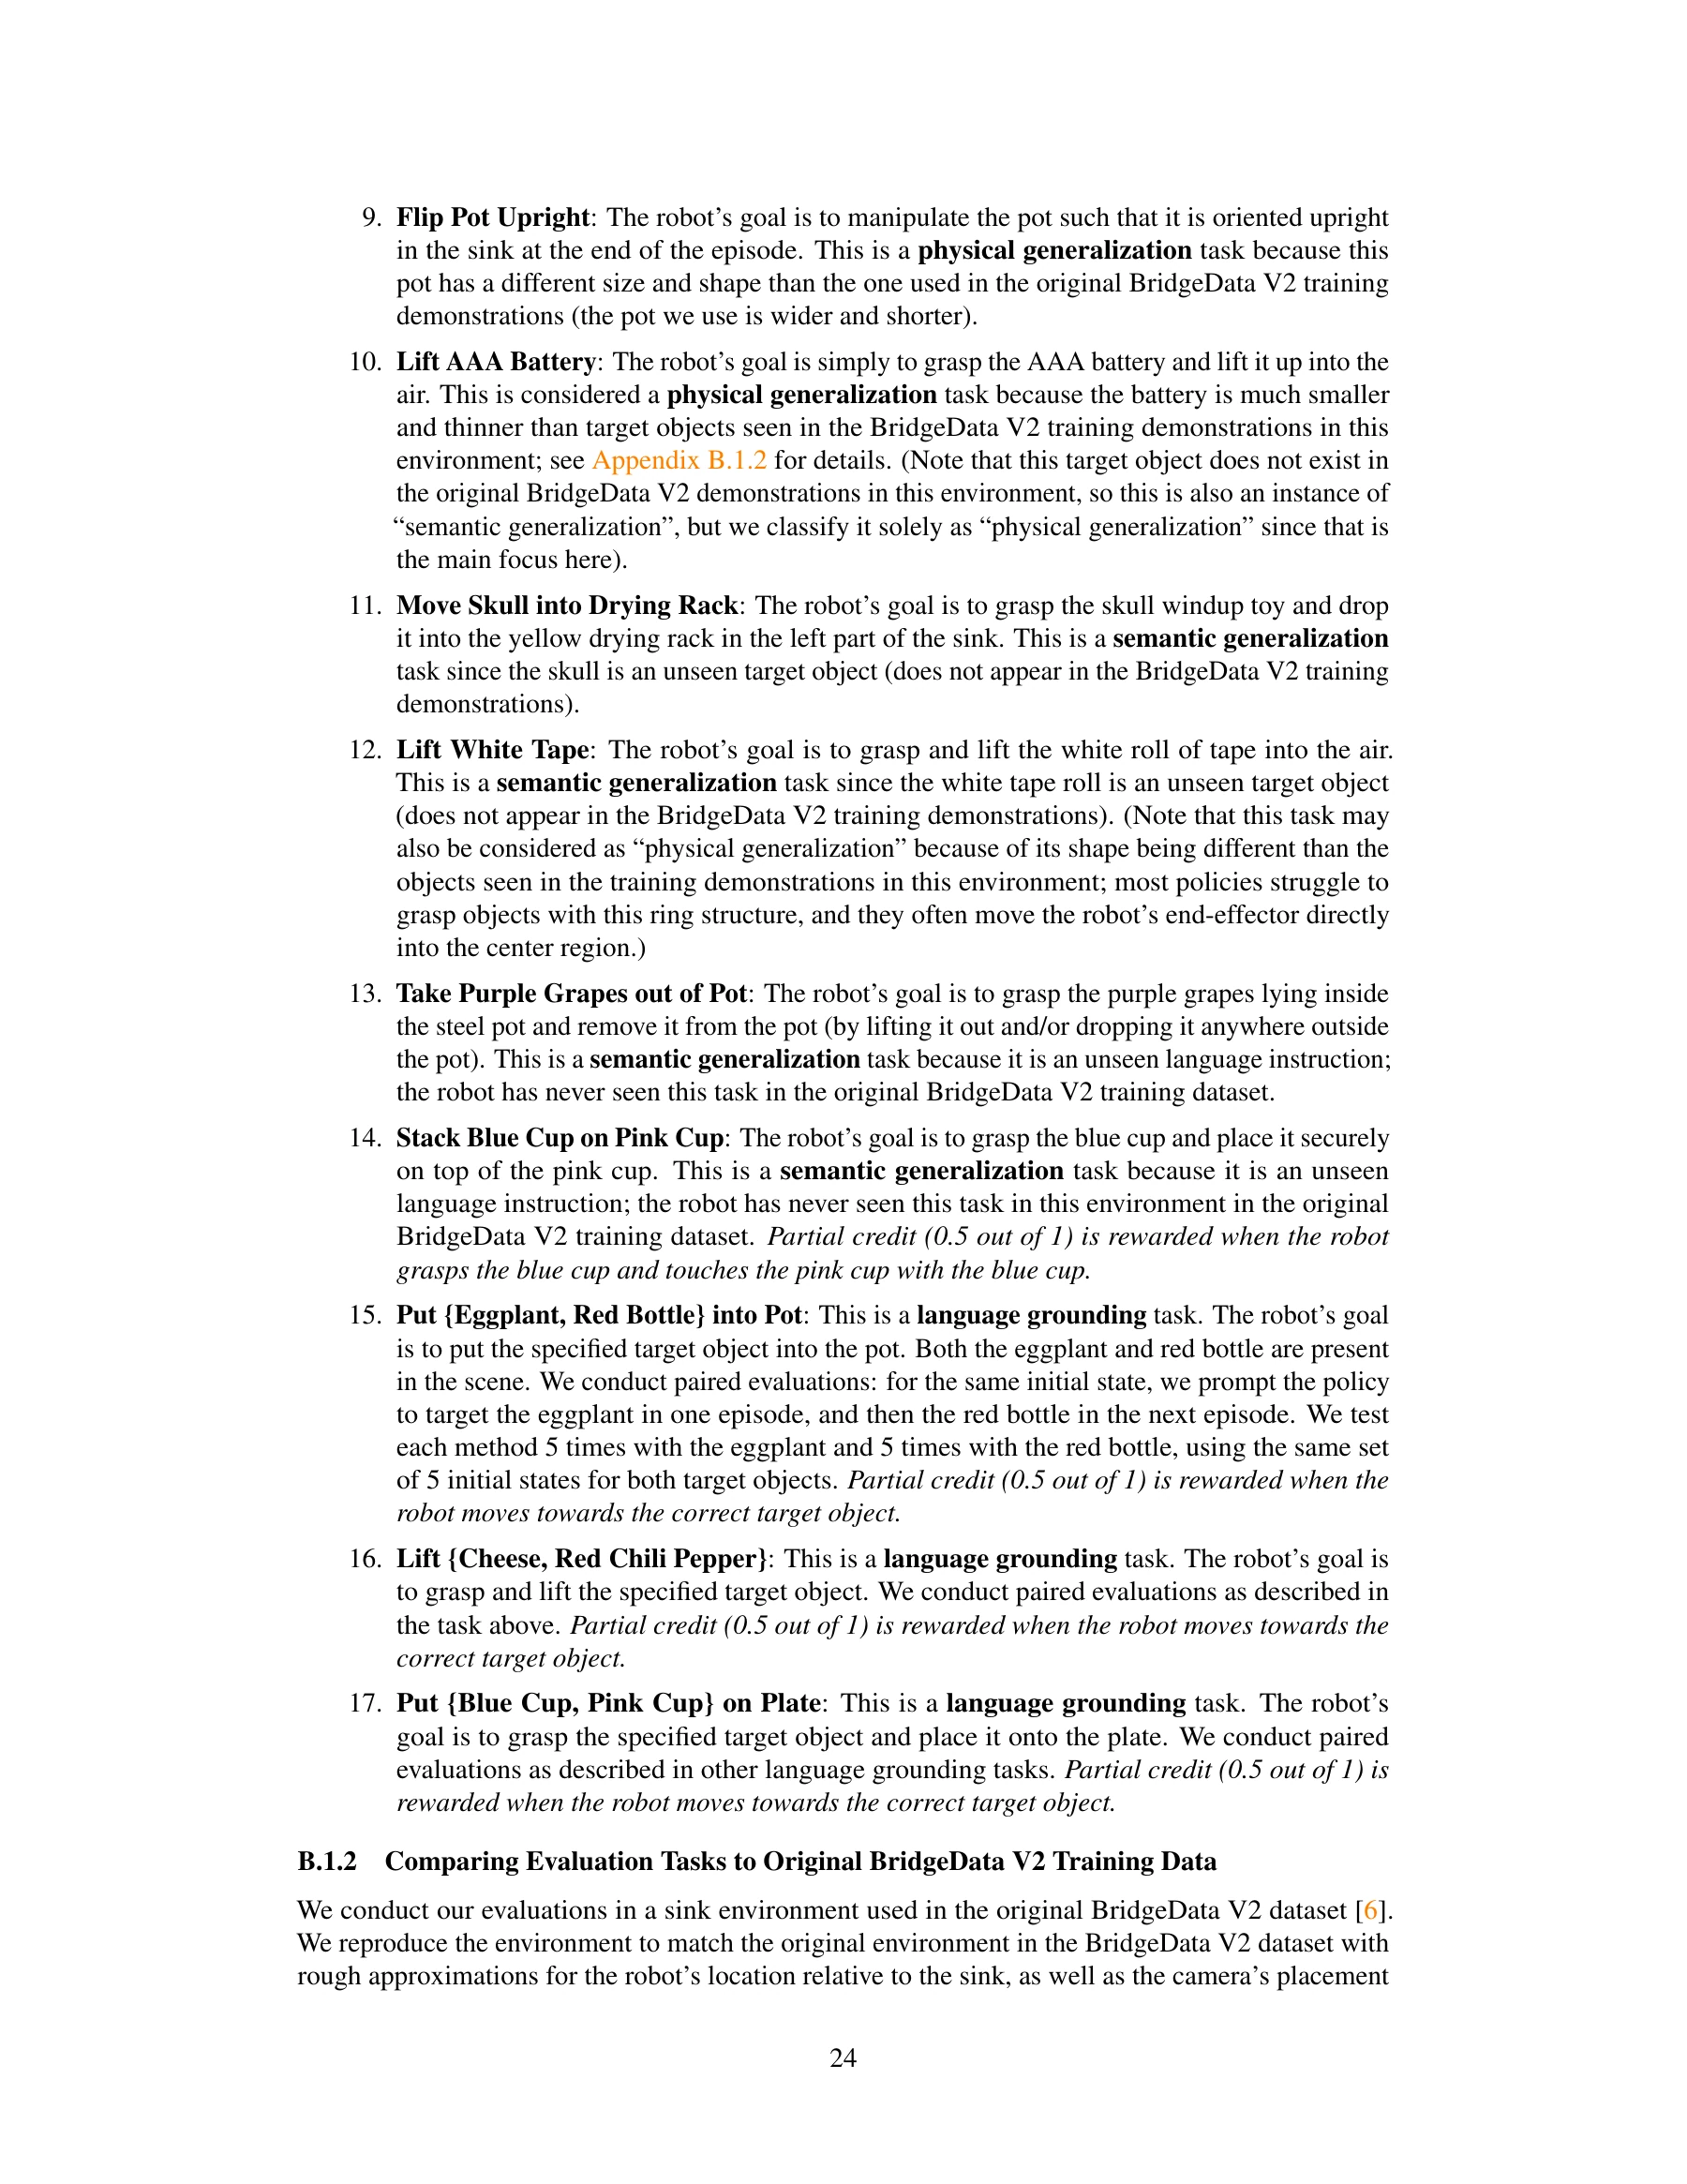 9. Flip Pot Upright: The robot’s goal is to manipulate the pot such that it is oriented upright
in the sink at the end of the episode. This is a physical generalization task because this
pot has a different size and shape than the one used in the original BridgeData V2 training
demonstrations (the pot we use is wider and shorter).
10. Lift AAA Battery: The robot’s goal is simply to grasp the AAA battery and lift it up into the
air. This is considered a physical generalization task because the battery is much smaller
and thinner than target objects seen in the BridgeData V2 training demonstrations in this
environment; see Appendix B.1.2 for details. (Note that this target object does not exist in
the original BridgeData V2 demonstrations in this environment, so this is also an instance of
“semantic generalization”, but we classify it solely as “physical generalization” since that is
the main focus here).
11. Move Skull into Drying Rack: The robot’s goal is to grasp the skull windup toy and drop
it into the yellow drying rack in the left part of the sink. This is a semantic generalization
task since the skull is an unseen target object (does not appear in the BridgeData V2 training
demonstrations).
12. Lift White Tape: The robot’s goal is to grasp and lift the white roll of tape into the air.
This is a semantic generalization task since the white tape roll is an unseen target object
(does not appear in the BridgeData V2 training demonstrations). (Note that this task may
also be considered as “physical generalization” because of its shape being different than the
objects seen in the training demonstrations in this environment; most policies struggle to
grasp objects with this ring structure, and they often move the robot’s end-effector directly
into the center region.)
13. Take Purple Grapes out of Pot: The robot’s goal is to grasp the purple grapes lying inside
the steel pot and remove it from the pot (by lifting it out and/or dropping it anywhere outside
the pot). This is a semantic generalization task because it is an unseen language instruction;
the robot has never seen this task in the original BridgeData V2 training dataset.
14. Stack Blue Cup on Pink Cup: The robot’s goal is to grasp the blue cup and place it securely
on top of the pink cup. This is a semantic generalization task because it is an unseen
language instruction; the robot has never seen this task in this environment in the original
BridgeData V2 training dataset. Partial credit (0.5 out of 1) is rewarded when the robot
grasps the blue cup and touches the pink cup with the blue cup.
15. Put {Eggplant, Red Bottle} into Pot: This is a language grounding task. The robot’s goal
is to put the specified target object into the pot. Both the eggplant and red bottle are present
in the scene. We conduct paired evaluations: for the same initial state, we prompt the policy
to target the eggplant in one episode, and then the red bottle in the next episode. We test
each method 5 times with the eggplant and 5 times with the red bottle, using the same set
of 5 initial states for both target objects. Partial credit (0.5 out of 1) is rewarded when the
robot moves towards the correct target object.
16. Lift {Cheese, Red Chili Pepper}: This is a language grounding task. The robot’s goal is
to grasp and lift the specified target object. We conduct paired evaluations as described in
the task above. Partial credit (0.5 out of 1) is rewarded when the robot moves towards the
correct target object.
17. Put {Blue Cup, Pink Cup} on Plate: This is a language grounding task. The robot’s
goal is to grasp the specified target object and place it onto the plate. We conduct paired
evaluations as described in other language grounding tasks. Partial credit (0.5 out of 1) is
rewarded when the robot moves towards the correct target object.
B.1.2 Comparing Evaluation Tasks to Original BridgeData V2 Training Data
We conduct our evaluations in a sink environment used in the original BridgeData V2 dataset [6].
We reproduce the environment to match the original environment in the BridgeData V2 dataset with
rough approximations for the robot’s location relative to the sink, as well as the camera’s placement
24